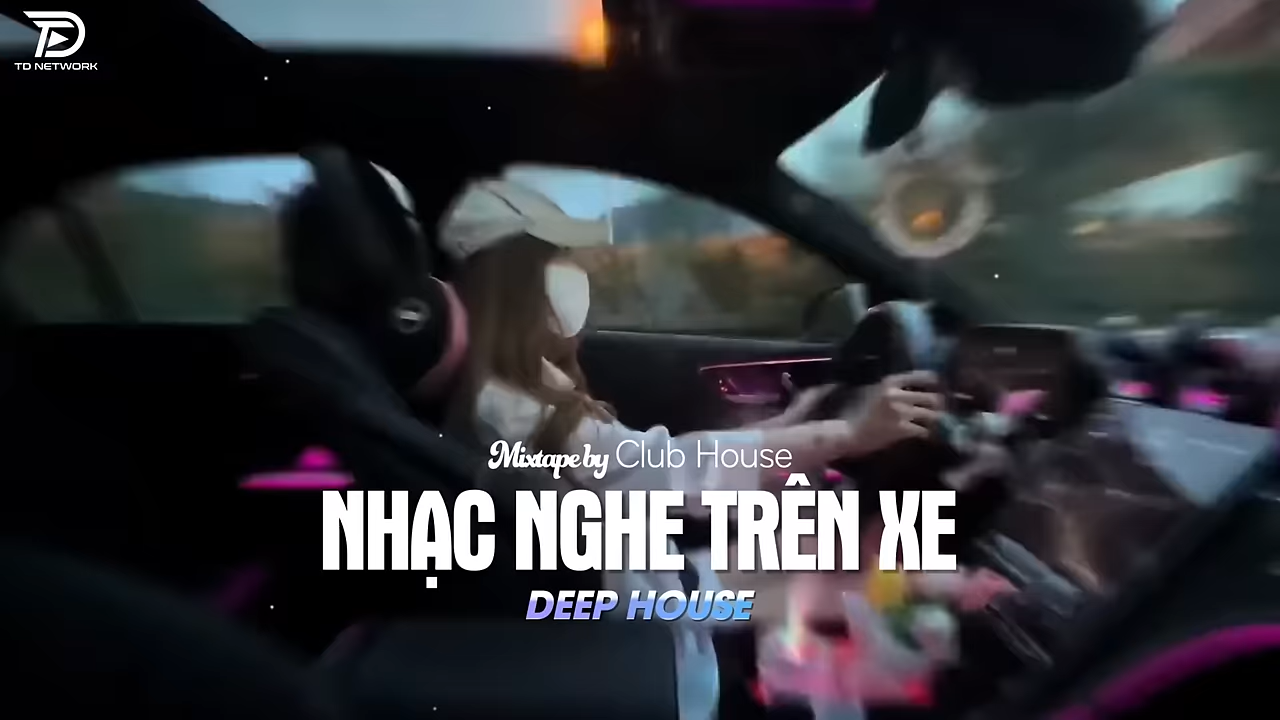 TD NETWORK
Mixtape by Club House
NHẠC NGHE TRÊN XE
DEEP HOUSE